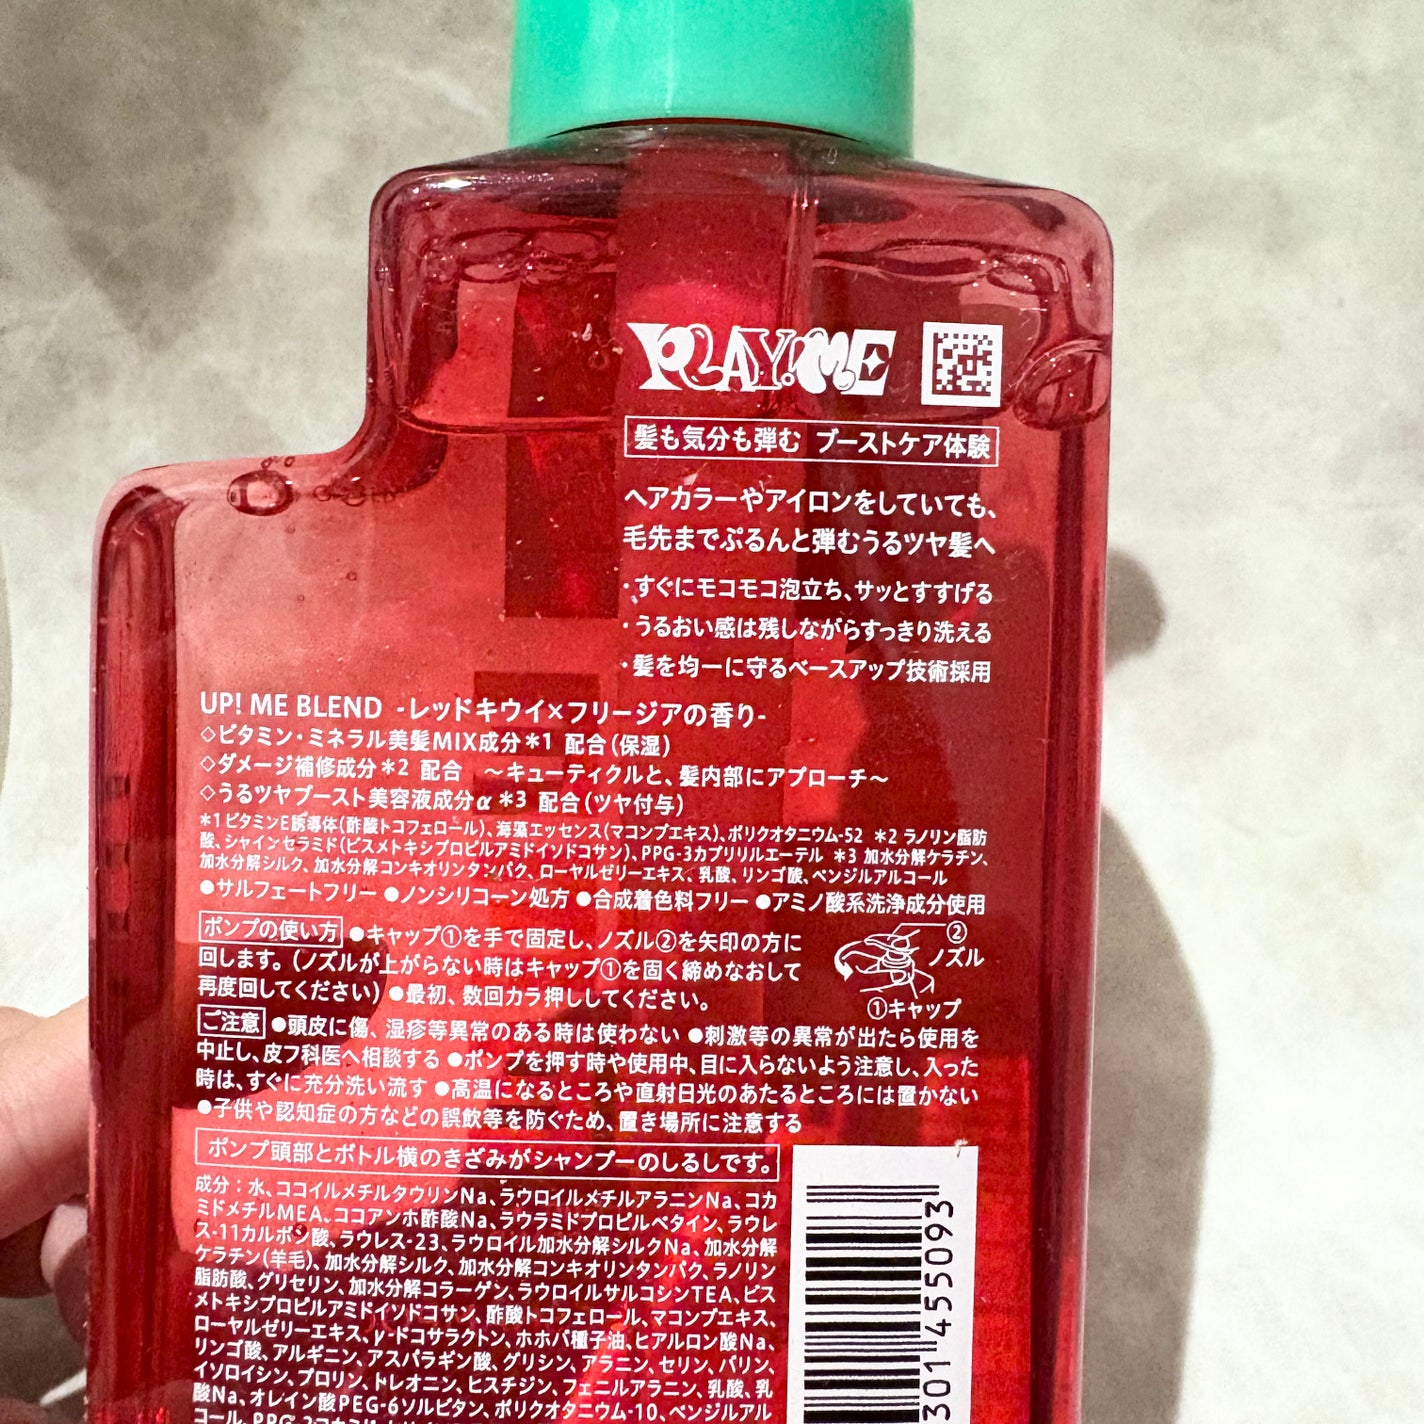 PLAY! ME
髪も気分も弾む ブーストケア体験
ヘアカラーやアイロンをしていても、
毛先までぷるんと弾むうるツヤ髪へ
・すぐにモコモコ泡立ち、サッとすすげる
・うるおい感は残しながらすっきり洗える
・髪を均一に守るベースアップ技術採用
UP! ME BLEND -レッドキウイ×フリージアの香り-
◇ビタミン・ミネラル美髪MIX成分*1 配合(保湿)
◇ダメージ補修成分*2 配合 ～キューティクルと、髪内部にアプローチ～
◇うるツヤブースト美容液成分α*3 配合(ツヤ付与)
*1 ビタミンE誘導体(酢酸トコフェロール)、海藻エッセンス(マコンブエキス)、ポリクオタニウム-52 *2 ラノリン脂肪
酸、シャインセラミド(ビスメトキシプロピルアミドイソドコサン)、PPG-3カプリリルエーテル *3 加水分解ケラチン、
加水分解シルク、加水分解コンキオリンタンパク、ローヤルゼリーエキス、乳酸、リンゴ酸、ベンジルアルコール
●サルフェートフリー ●ノンシリコーン処方 ●合成着色料フリー ●アミノ酸系洗浄成分使用
ポンプの使い方 ●キャップ①を手で固定し、ノズル②を矢印の方に
回します。(ノズルが上がらない時はキャップ①を固く締めなおして
再度回してください) ●最初、数回カラ押ししてください。
②
ノズル
①キャップ
ご注意 ●頭皮に傷、湿疹等異常のある時は使わない ●刺激等の異常が出たら使用を
中止し、皮フ科医へ相談する ●ポンプを押す時や使用中、目に入らないよう注意し、入った
時は、すぐに充分洗い流す ●高温になるところや直射日光のあたるところには置かない
●子供や認知症の方などの誤飲等を防ぐため、置き場所に注意する
ポンプ頭部とボトル横のきざみがシャンプーのしるしです。
成分：水、ココイルメチルタウリンNa、ラウロイルメチルアラニンNa、コカ
ミドメチルMEA、ココアンホ酢酸Na、ラウラミドプロピルベタイン、ラウレ
ス-11カルボン酸、ラウレス-23、ラウロイル加水分解シルクNa、加水分解
ケラチン(羊毛)、加水分解シルク、加水分解コンキオリンタンパク、ラノリン
脂肪酸、グリセリン、加水分解コラーゲン、ラウロイルサルコシンTEA、ビス
メトキシプロピルアミドイソドコサン、酢酸トコフェロール、マコンブエキス、
ローヤルゼリーエキス、γ-ドコサラクトン、ホホバ種子油、ヒアルロン酸Na、
リンゴ酸、アルギニン、アスパラギン酸、グリシン、アラニン、セリン、バリン、
イソロイシン、プロリン、トレオニン、ヒスチジン、フェニルアラニン、乳酸、乳
酸Na、オレイン酸PEG-6ソルビタン、ポリクオタニウム-10、ベンジルアル
コール、PPG-2コカミド
301 455093